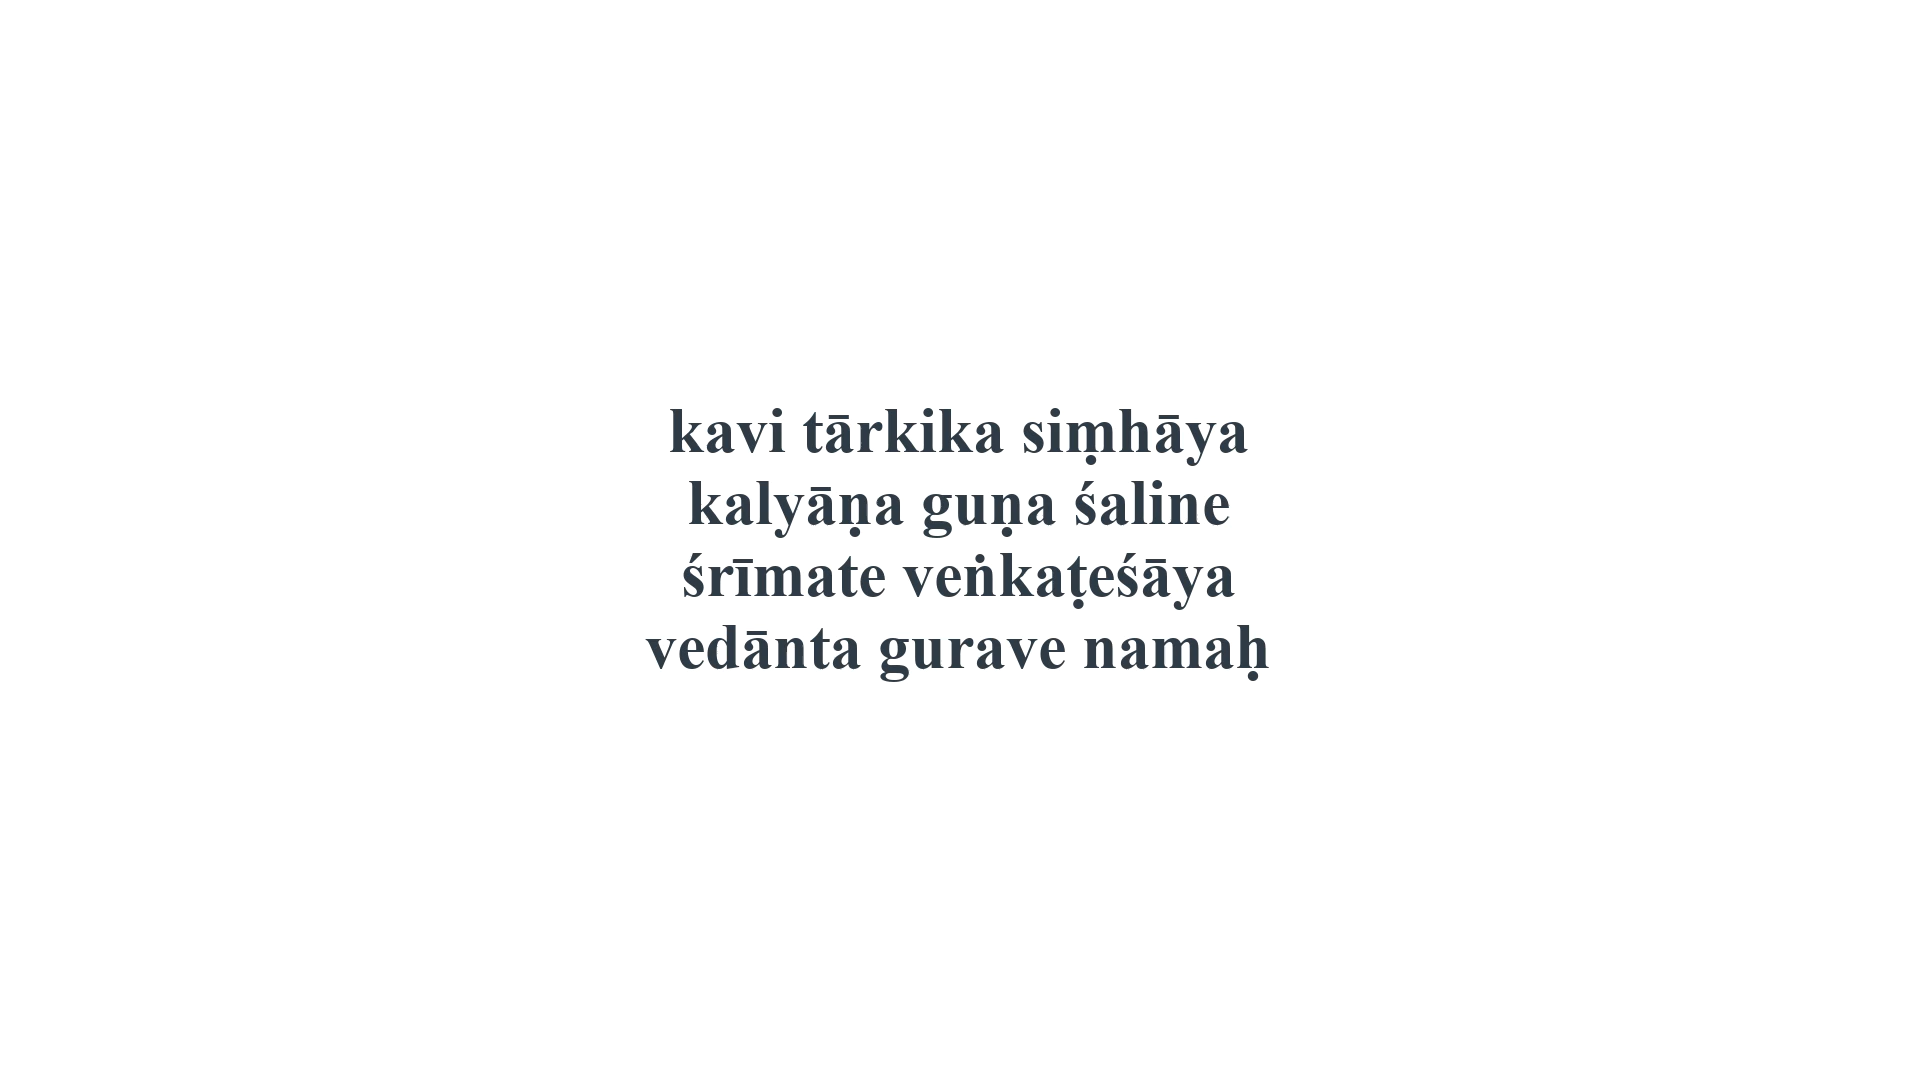 kavi tārkika siṃhāya
kalyāṇa guṇa śaline
śrīmate veṅkaṭeśāya
vedānta gurave namaḥ